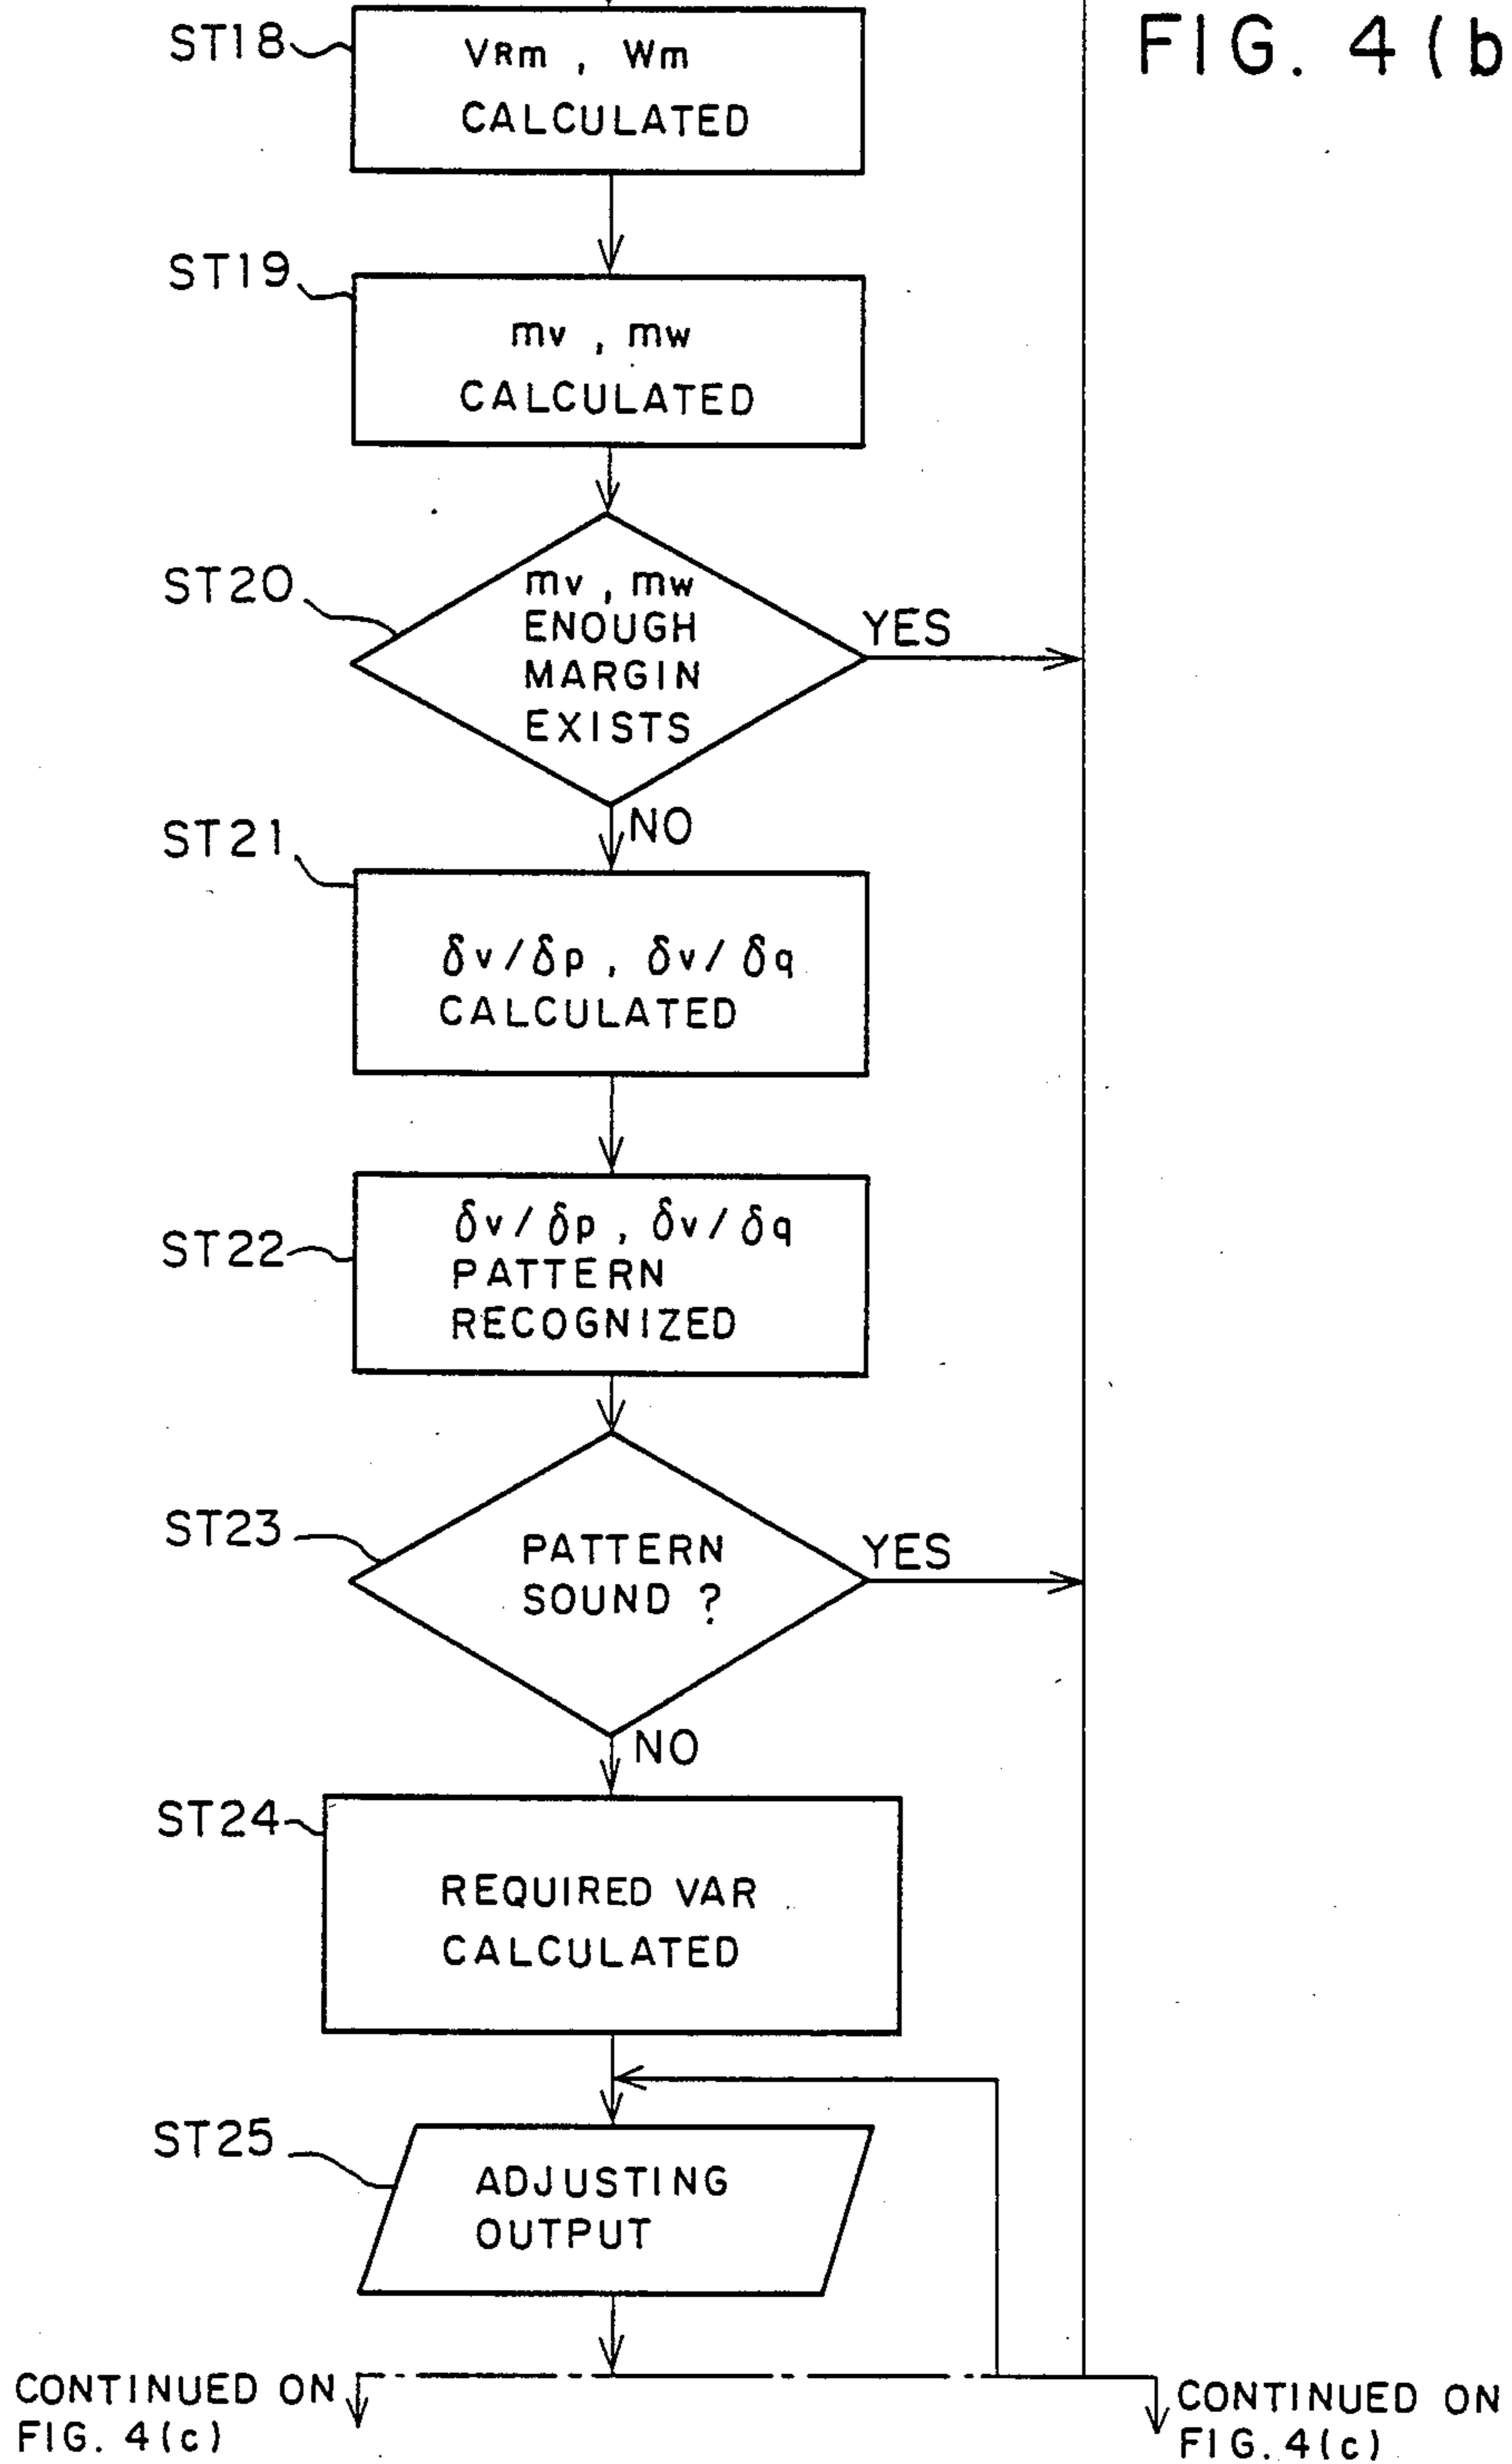 FIG. 4 (b
ST18
VRm , Wm
CALCULATED
ST19
mv , mw
CALCULATED
ST20
mv , mw
ENOUGH
MARGIN
EXISTS
YES
NO
ST21
δv/δp , δv/δq
CALCULATED
ST22
δv/δp , δv/δq
PATTERN
RECOGNIZED
ST23
PATTERN
SOUND ?
YES
NO
ST24
REQUIRED VAR
CALCULATED
ST25
ADJUSTING
OUTPUT
CONTINUED ON
FIG. 4(c)
CONTINUED ON
FIG. 4(c)